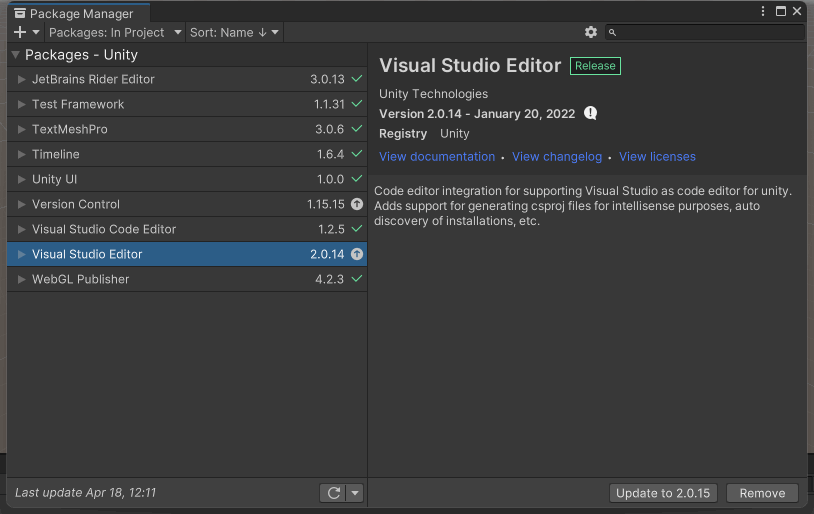 Package Manager
Packages: In Project Sort: Name ↓
Packages - Unity
JetBrains Rider Editor 3.0.13
Test Framework 1.1.31
TextMeshPro 3.0.6
Timeline 1.6.4
Unity UI 1.0.0
Version Control 1.15.15
Visual Studio Code Editor 1.2.5
Visual Studio Editor 2.0.14
WebGL Publisher 4.2.3
Last update Apr 18, 12:11
Visual Studio Editor Release
Unity Technologies
Version 2.0.14 - January 20, 2022
Registry Unity
View documentation • View changelog • View licenses
Code editor integration for supporting Visual Studio as code editor for unity.
Adds support for generating csproj files for intellisense purposes, auto
discovery of installations, etc.
Update to 2.0.15 Remove